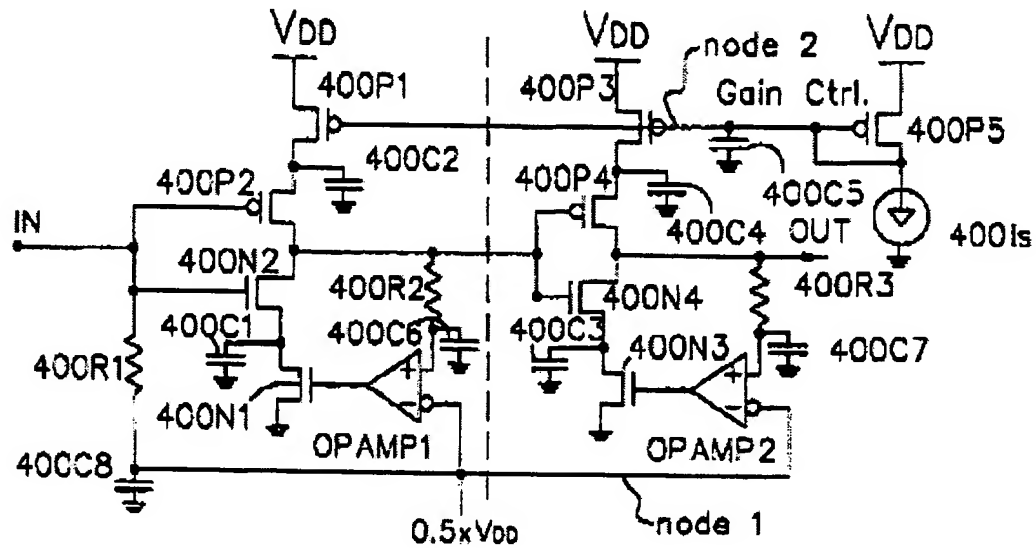 VDD
VDD
node 2
VDD
400P1
400P3
Gain Ctrl.
400P5
400C2
400P2
400P4
400C5
IN
400C4
OUT
400Is
400N2
400R2
400N4
400R3
400C1
400C6
400C3
400R1
400N3
400C7
+
+
400N1
−
−
OPAMP1
OPAMP2
40CC8
node 1
0.5xVDD